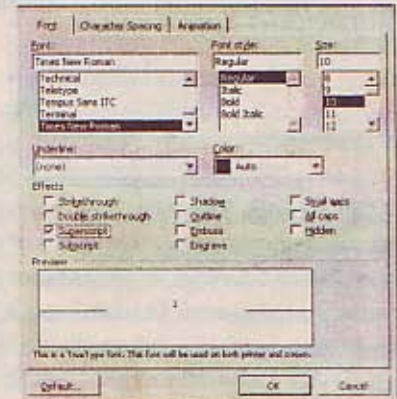 Font Character Spacing Animation
Font: Font style: Size:
Times New Roman Regular 10
Technical Regular 8
Teletype Italic 9
Tempus Sans ITC Bold 10
Terminal Bold Italic 11
Times New Roman 12
Underline: Color:
(none) Auto
Effects
Strikethrough Shadow Small caps
Double strikethrough Outline All caps
Superscript Emboss Hidden
Subscript Engrave
Preview
1
This is a TrueType font. This font will be used on both printer and screen.
Default... OK Cancel